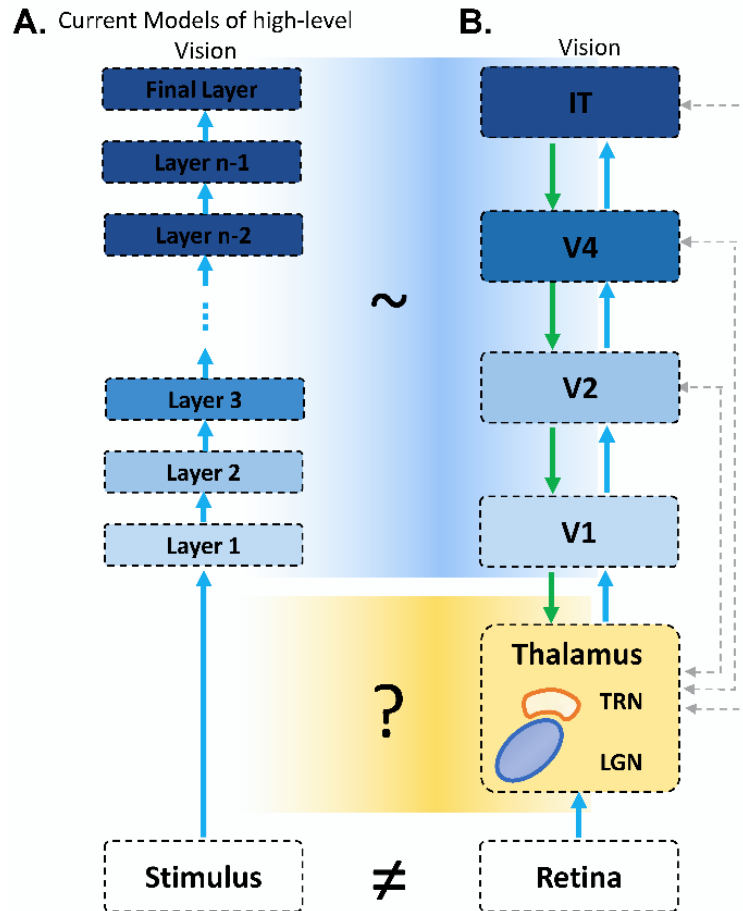 A. Current Models of high-level
Vision
Final Layer
Layer n-1
Layer n-2
...
Layer 3
Layer 2
Layer 1
Stimulus
~
?
≠
B.
Vision
IT
V4
V2
V1
Thalamus
TRN
LGN
Retina